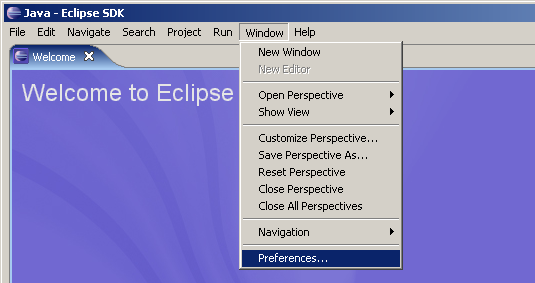 Java - Eclipse SDK
File Edit Navigate Search Project Run Window Help
Welcome
Welcome to Eclipse
New Window
New Editor
Open Perspective
Show View
Customize Perspective...
Save Perspective As...
Reset Perspective
Close Perspective
Close All Perspectives
Navigation
Preferences...